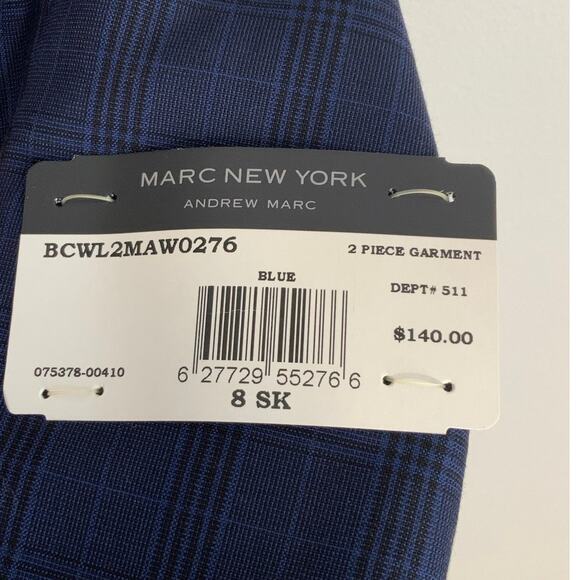 MARC NEW YORK
ANDREW MARC
BCWL2MAW0276
2 PIECE GARMENT
BLUE
DEPT# 511
$140.00
075378-00410
6 27729 55276 6
8 SK